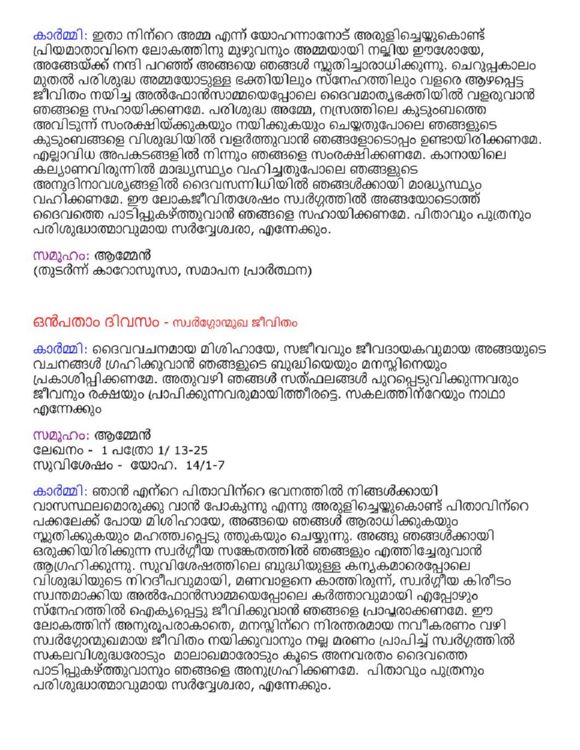 കാർമ്മി: ഇതാ നിന്റെ അമ്മ എന്ന് യോഹന്നാനോട് അരുളിച്ചെയ്തുകൊണ്ട്
പ്രിയമാതാവിനെ ലോകത്തിനു മുഴുവനും അമ്മയായി നല്കിയ ഈശോയേ,
അങ്ങേയ്ക്ക് നന്ദി പറഞ്ഞ് അങ്ങയെ ഞങ്ങൾ സ്തുതിച്ചാരാധിക്കുന്നു. ചെറുപ്പകാലം
മുതൽ പരിശുദ്ധ അമ്മയോടുള്ള ഭക്തിയിലും സ്നേഹത്തിലും വളരെ ആഴപ്പെട്ട
ജീവിതം നയിച്ച അൽഫോൻസാമ്മയെപ്പോലെ ദൈവമാതൃഭക്തിയിൽ വളരുവാൻ
ഞങ്ങളെ സഹായിക്കണമേ. പരിശുദ്ധ അമ്മേ, നസ്രത്തിലെ കുടുംബത്തെ
അവിടുന്ന് സംരക്ഷിയ്ക്കുകയും നയിക്കുകയും ചെയ്തതുപോലെ ഞങ്ങളുടെ
കുടുംബങ്ങളെ വിശുദ്ധിയിൽ വളർത്തുവാൻ ഞങ്ങളോടൊപ്പം ഉണ്ടായിരിക്കണമേ.
എല്ലാവിധ അപകടങ്ങളിൽ നിന്നും ഞങ്ങളെ സംരക്ഷിക്കണമേ. കാനായിലെ
കല്യാണവിരുന്നിൽ മാദ്ധ്യസ്ഥ്യം വഹിച്ചതുപോലെ ഞങ്ങളുടെ
അനുദിനാവശ്യങ്ങളിൽ ദൈവസന്നിധിയിൽ ഞങ്ങൾക്കായി മാദ്ധ്യസ്ഥ്യം
വഹിക്കണമേ. ഈ ലോകജീവിതശേഷം സ്വർഗ്ഗത്തിൽ അങ്ങയോടൊത്ത്
ദൈവത്തെ പാടിപ്പുകഴ്ത്തുവാൻ ഞങ്ങളെ സഹായിക്കണമേ. പിതാവും പുത്രനും
പരിശുദ്ധാത്മാവുമായ സർവ്വേശ്വരാ, എന്നേക്കും.
സമൂഹം: ആമ്മേൻ
(തുടർന്ന് കാറോസൂസാ, സമാപന പ്രാർത്ഥന)
ഒൻപതാം ദിവസം - സ്വർഗ്ഗോന്മുഖ ജീവിതം
കാർമ്മി: ദൈവവചനമായ മിശിഹായേ, സജീവവും ജീവദായകവുമായ അങ്ങയുടെ
വചനങ്ങൾ ഗ്രഹിക്കുവാൻ ഞങ്ങളുടെ ബുദ്ധിയെയും മനസ്സിനെയും
പ്രകാശിപ്പിക്കണമേ. അതുവഴി ഞങ്ങൾ സത്ഫലങ്ങൾ പുറപ്പെടുവിക്കുന്നവരും
ജീവനും രക്ഷയും പ്രാപിക്കുന്നവരുമായിത്തീരട്ടെ. സകലത്തിന്റേയും നാഥാ
എന്നേക്കും
സമൂഹം: ആമ്മേൻ
ലേഖനം - 1 പത്രോ 1/ 13-25
സുവിശേഷം - യോഹ. 14/1-7
കാർമ്മി: ഞാൻ എന്റെ പിതാവിന്റെ ഭവനത്തിൽ നിങ്ങൾക്കായി
വാസസ്ഥലമൊരുക്കു വാൻ പോകുന്നു എന്നു അരുളിച്ചെയ്തുകൊണ്ട് പിതാവിന്റെ
പക്കലേക്ക് പോയ മിശിഹായേ, അങ്ങയെ ഞങ്ങൾ ആരാധിക്കുകയും
സ്തുതിക്കുകയും മഹത്ത്വപ്പെടു ത്തുകയും ചെയ്യുന്നു. അങ്ങു ഞങ്ങൾക്കായി
ഒരുക്കിയിരിക്കുന്ന സ്വർഗ്ഗീയ സങ്കേതത്തിൽ ഞങ്ങളും എത്തിച്ചേരുവാൻ
ആഗ്രഹിക്കുന്നു. സുവിശേഷത്തിലെ ബുദ്ധിയുള്ള കന്യകമാരെപ്പോലെ
വിശുദ്ധിയുടെ നിറദീപവുമായി, മണവാളനെ കാത്തിരുന്ന്, സ്വർഗ്ഗീയ കിരീടം
സ്വന്തമാക്കിയ അൽഫോൻസാമ്മയെപ്പോലെ കർത്താവുമായി എപ്പോഴും
സ്നേഹത്തിൽ ഐക്യപ്പെട്ടു ജീവിക്കുവാൻ ഞങ്ങളെ പ്രാപ്തരാക്കണമേ. ഈ
ലോകത്തിന് അനുരൂപരാകാതെ, മനസ്സിന്റെ നിരന്തരമായ നവീകരണം വഴി
സ്വർഗ്ഗോന്മുഖമായ ജീവിതം നയിക്കുവാനും നല്ല മരണം പ്രാപിച്ച് സ്വർഗ്ഗത്തിൽ
സകലവിശുദ്ധരോടും മാലാഖമാരോടും കൂടെ അനവരതം ദൈവത്തെ
പാടിപ്പുകഴ്ത്തുവാനും ഞങ്ങളെ അനുഗ്രഹിക്കണമേ. പിതാവും പുത്രനും
പരിശുദ്ധാത്മാവുമായ സർവ്വേശ്വരാ, എന്നേക്കും.